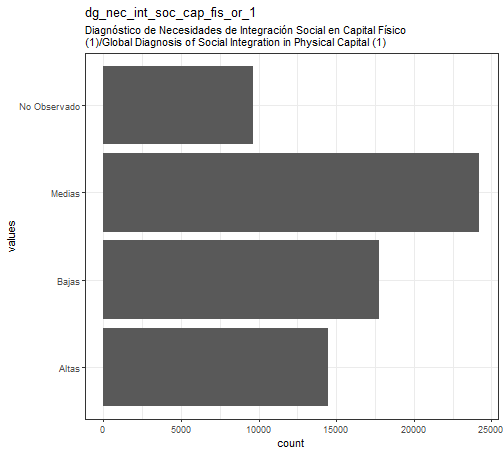 dg_nec_int_soc_cap_fis_or_1
Diagnóstico de Necesidades de Integración Social en Capital Físico
(1)/Global Diagnosis of Social Integration in Physical Capital (1)
No Observado
Medias
Bajas
Altas
values
0 5000 10000 15000 20000 25000
count